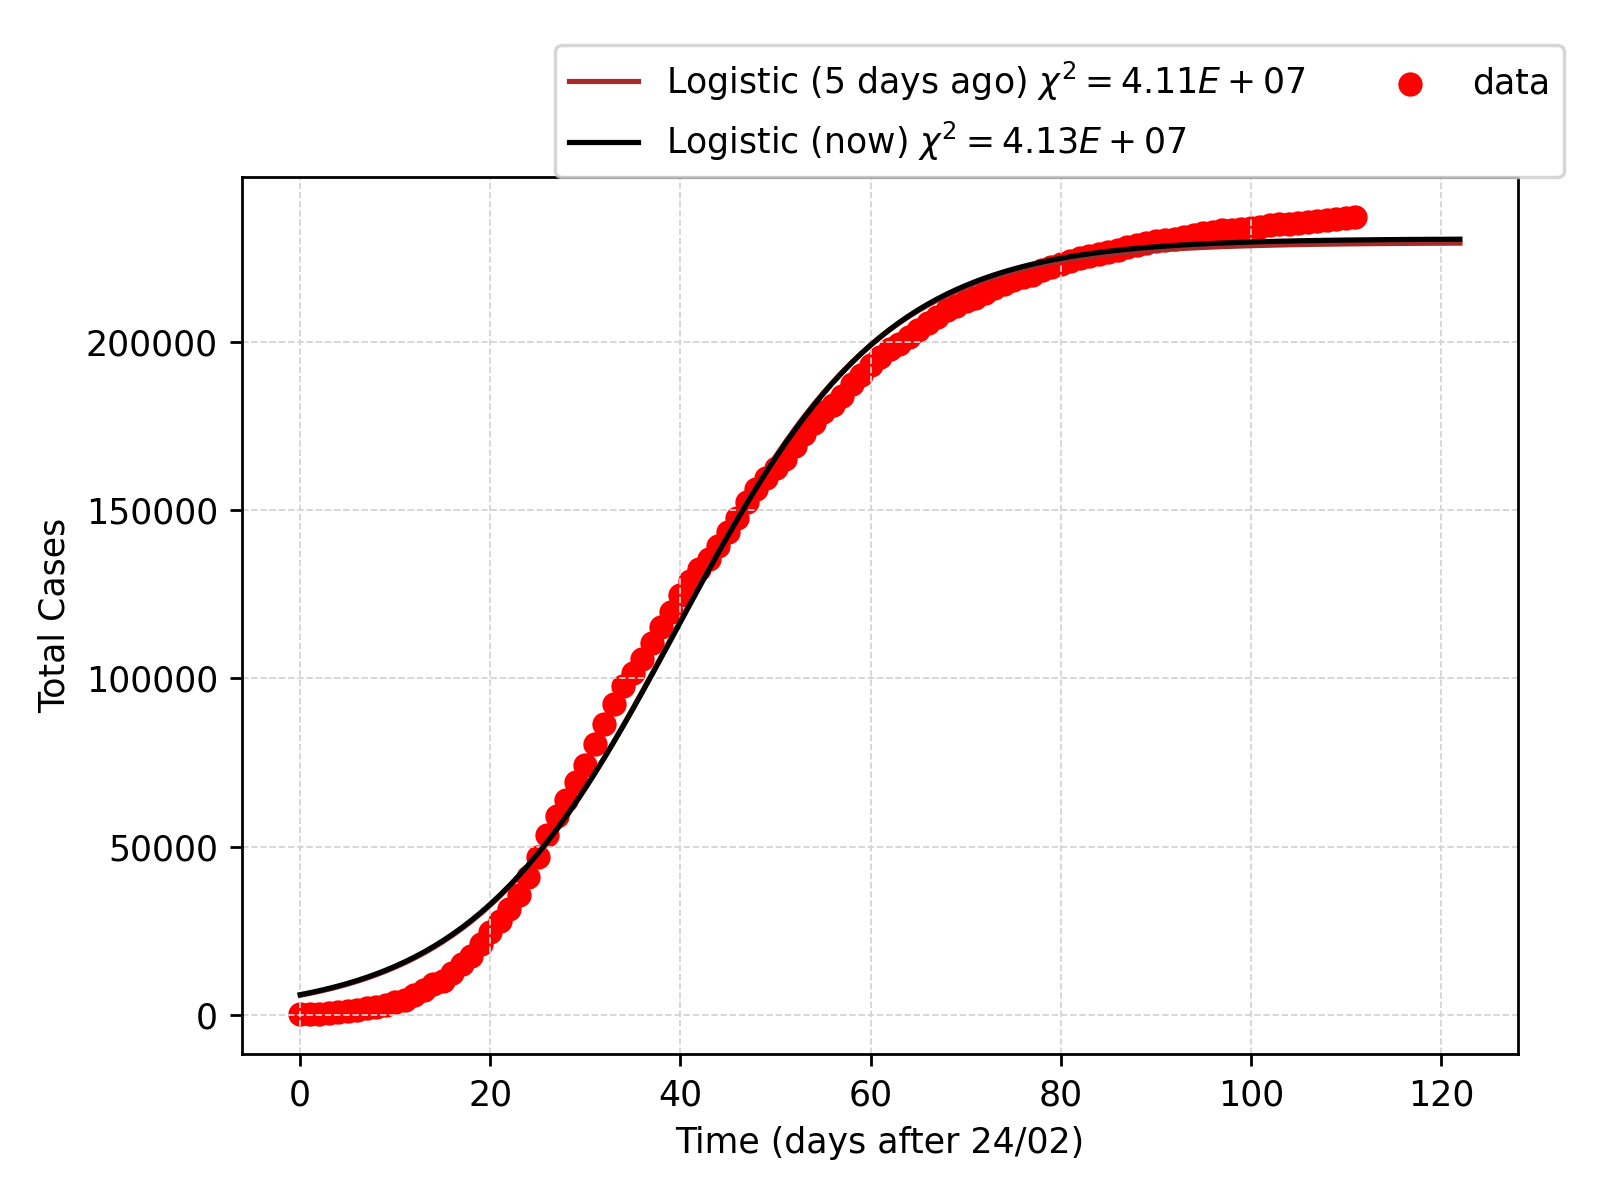 Logistic (5 days ago) χ² = 4.11E + 07
data
Logistic (now) χ² = 4.13E + 07
200000
150000
100000
50000
0
Total Cases
0 20 40 60 80 100 120
Time (days after 24/02)